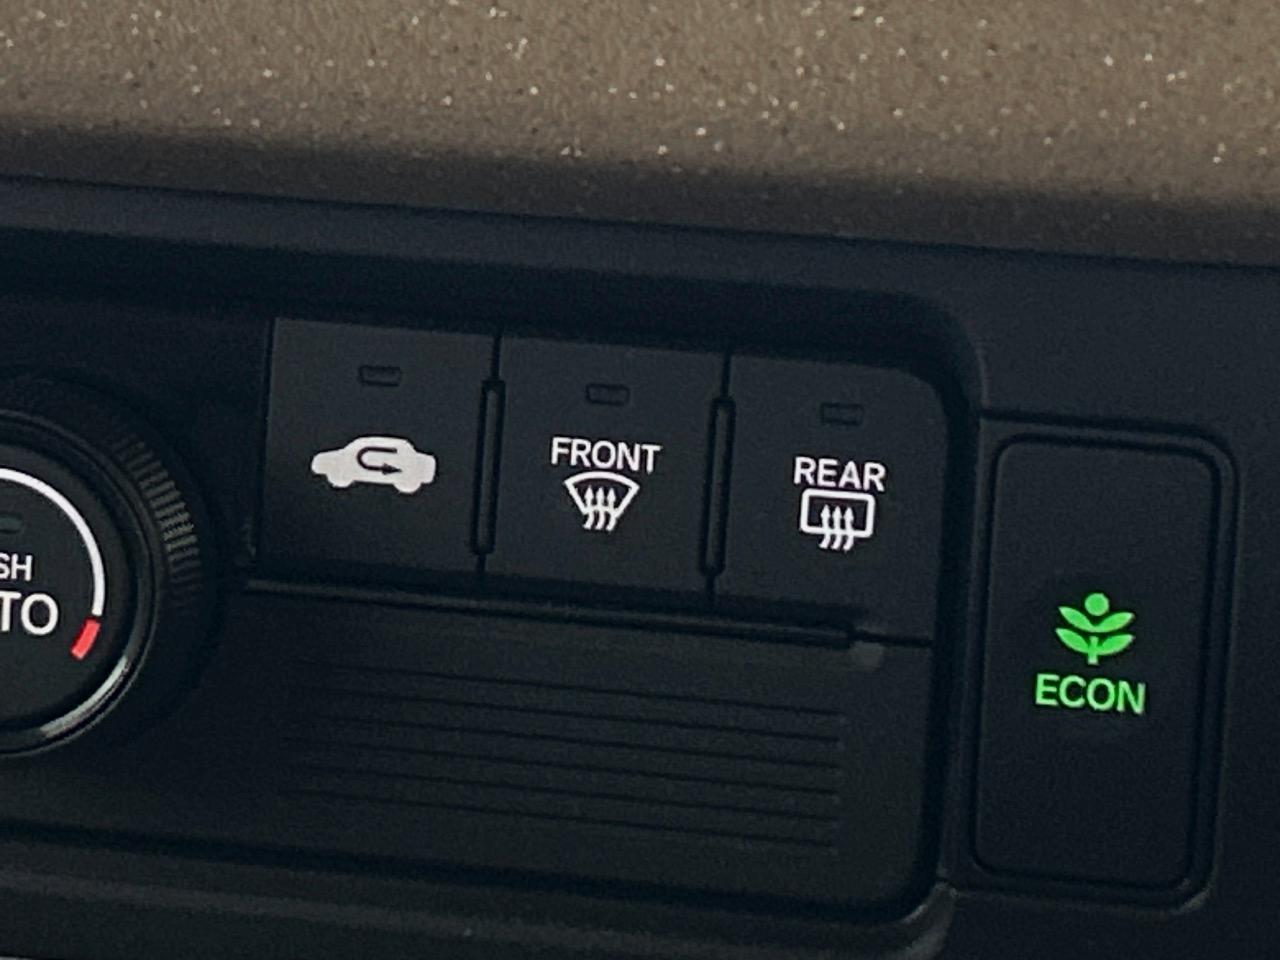 FRONT
REAR
SH
TO
ECON